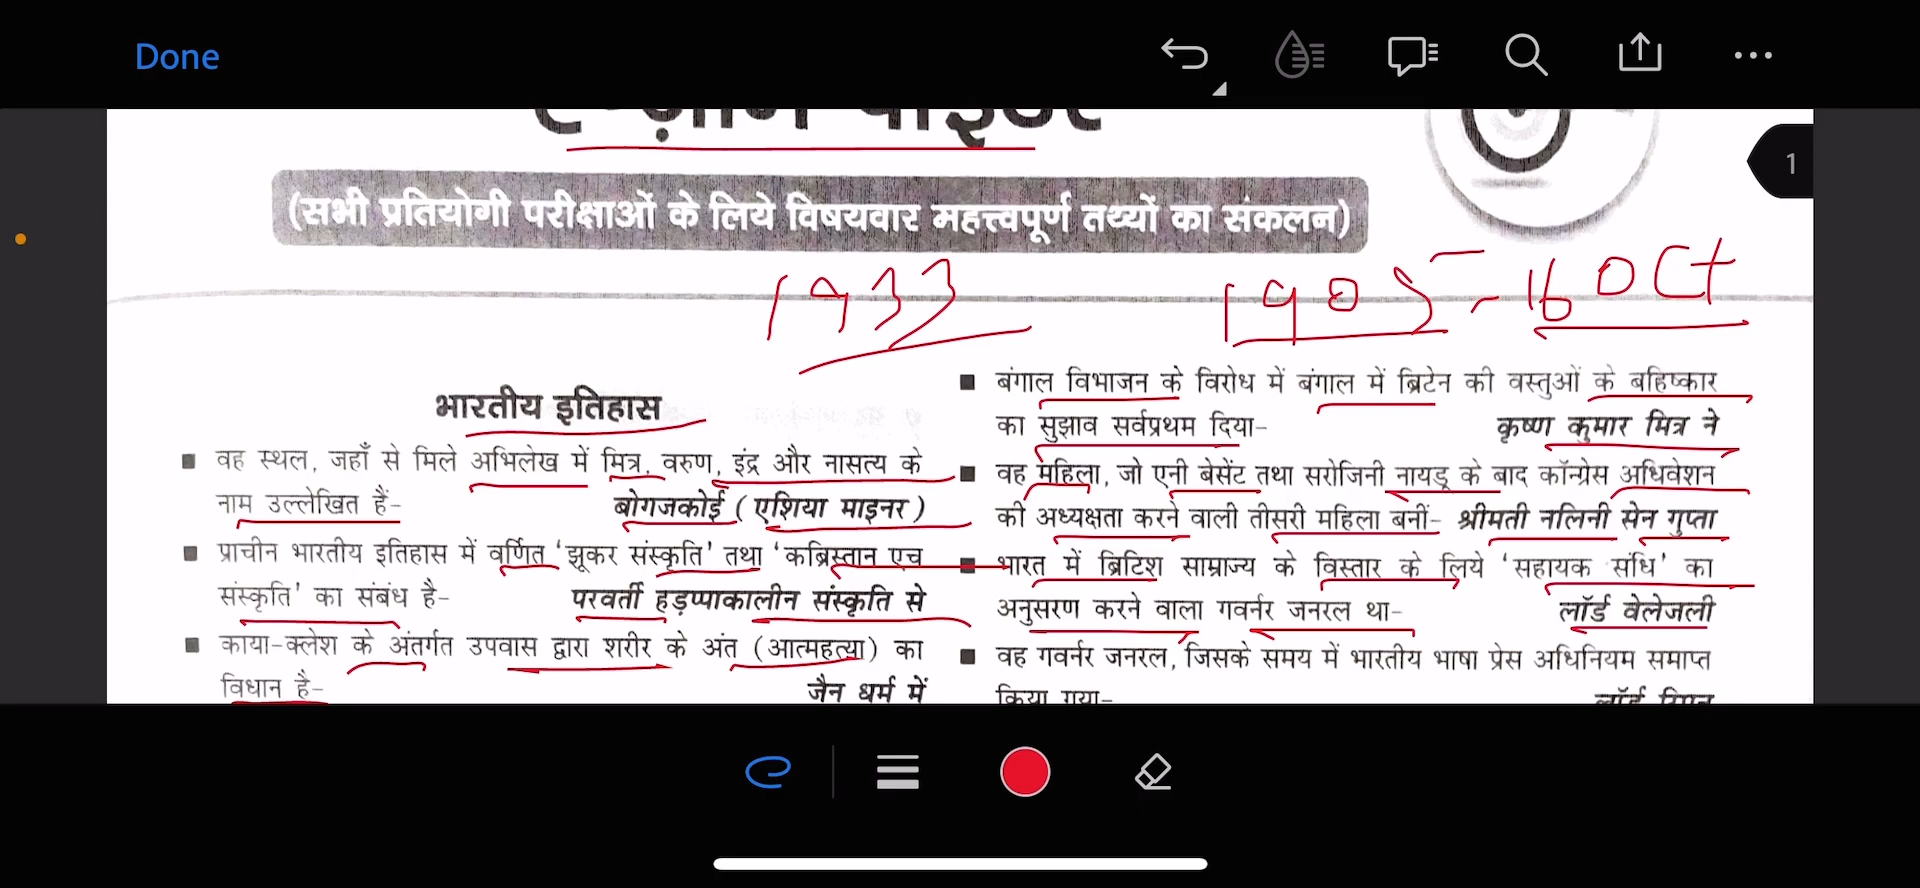 Done
1
(सभी प्रतियोगी परीक्षाओं के लिये विषयवार महत्त्वपूर्ण तथ्यों का संकलन)
1933
1905 - 16 Oct
भारतीय इतिहास
वह स्थल, जहाँ से मिले अभिलेख में मित्र, वरुण, इंद्र और नासत्य के
नाम उल्लेखित हैं- बोगजकोई (एशिया माइनर)
प्राचीन भारतीय इतिहास में वर्णित 'झूकर संस्कृति' तथा 'कब्रिस्तान एच
संस्कृति' का संबंध है- परवर्ती हड़प्पाकालीन संस्कृति से
काया-क्लेश के अंतर्गत उपवास द्वारा शरीर के अंत (आत्महत्या) का
विधान है- जैन धर्म में
बंगाल विभाजन के विरोध में बंगाल में ब्रिटेन की वस्तुओं के बहिष्कार
का सुझाव सर्वप्रथम दिया- कृष्ण कुमार मित्र ने
वह महिला, जो एनी बेसेंट तथा सरोजिनी नायडू के बाद कॉन्ग्रेस अधिवेशन
की अध्यक्षता करने वाली तीसरी महिला बनीं- श्रीमती नलिनी सेन गुप्ता
भारत में ब्रिटिश साम्राज्य के विस्तार के लिये 'सहायक संधि' का
अनुसरण करने वाला गवर्नर जनरल था- लॉर्ड वेलेजली
वह गवर्नर जनरल, जिसके समय में भारतीय भाषा प्रेस अधिनियम समाप्त
किया गया- लॉर्ड रिपन